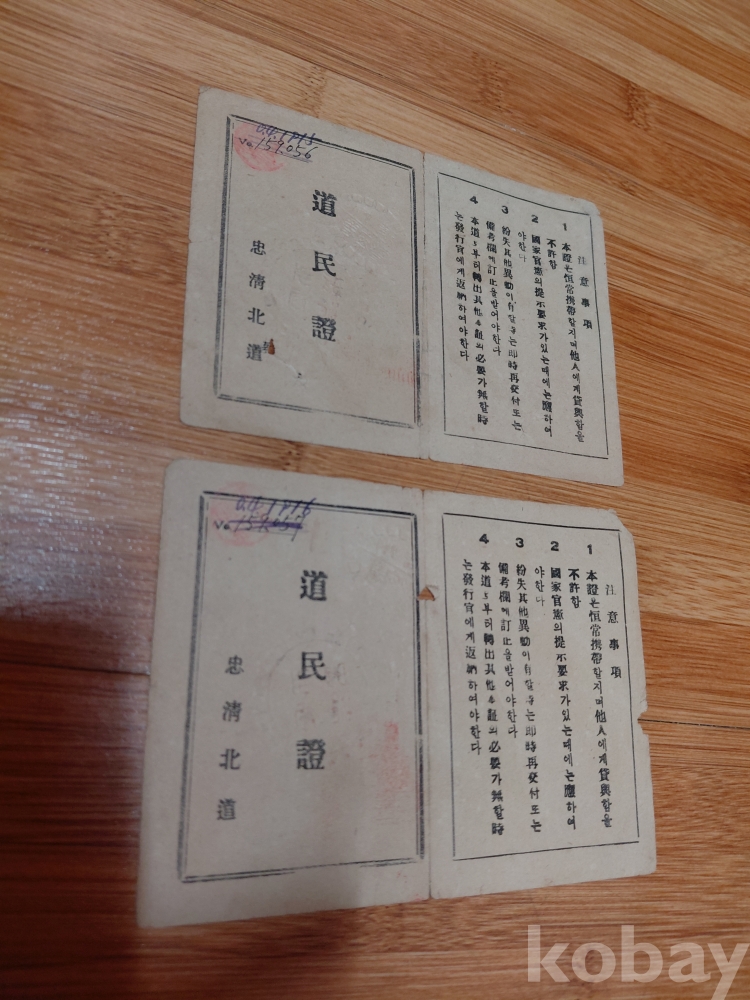 No.159,056
道民證
忠淸北道
注意事項
1 本證은恒常携帶할지며他人에게貸與함을
不許함
2 國家官憲의提示要求가있는때에는應하여
야한다
3 紛失其他異動이有할時는卽時再交付또는
備考欄에訂正을받어야한다
4 本道로부터轉出其他本證의必要가無할時
는發行官에게返納하여야한다
No.
道民證
忠淸北道
注意事項
1 本證은恒常携帶할지며他人에게貸與함을
不許함
2 國家官憲의提示要求가있는때에는應하여
야한다
3 紛失其他異動이有할時는卽時再交付또는
備考欄에訂正을받어야한다
4 本道로부터轉出其他本證의必要가無할時
는發行官에게返納하여야한다
kobay